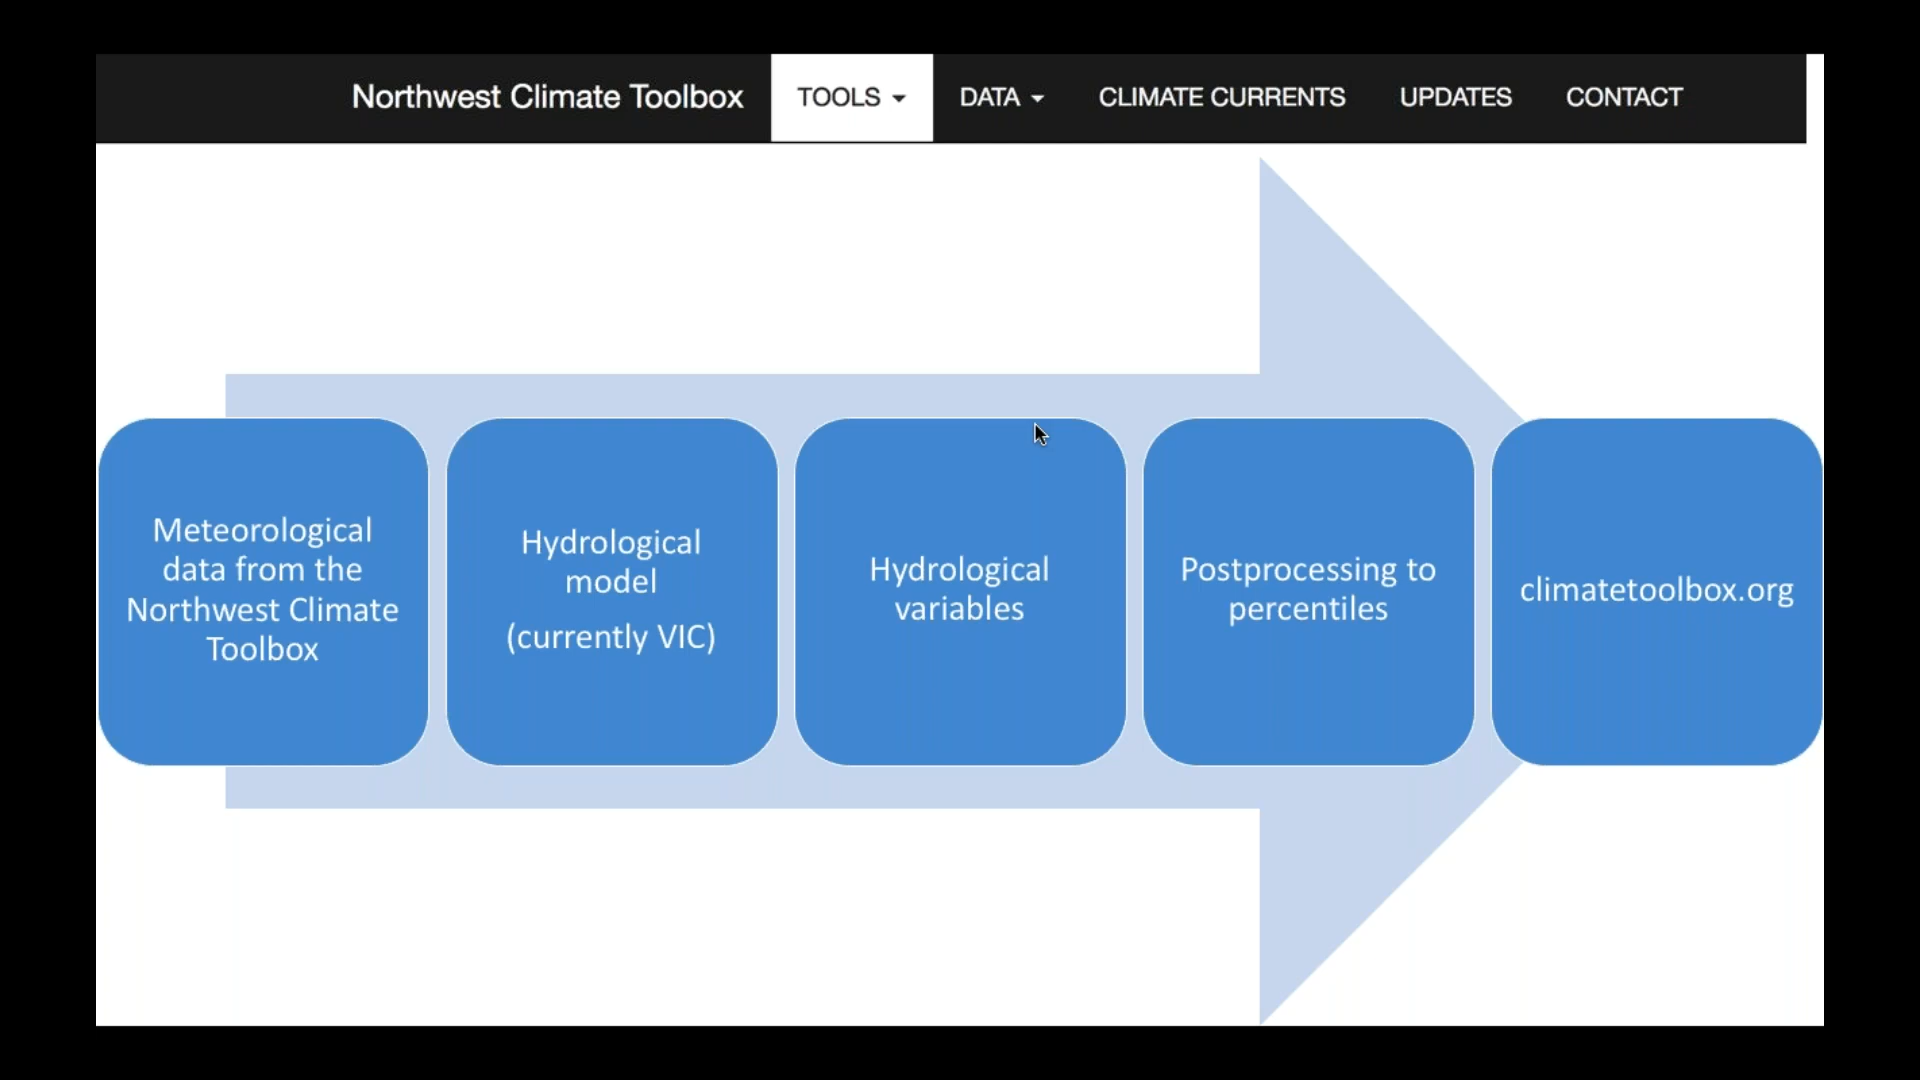 Northwest Climate Toolbox TOOLS DATA CLIMATE CURRENTS UPDATES CONTACT
Meteorological
data from the
Northwest Climate
Toolbox
Hydrological
model
(currently VIC)
Hydrological
variables
Postprocessing to
percentiles
climatetoolbox.org